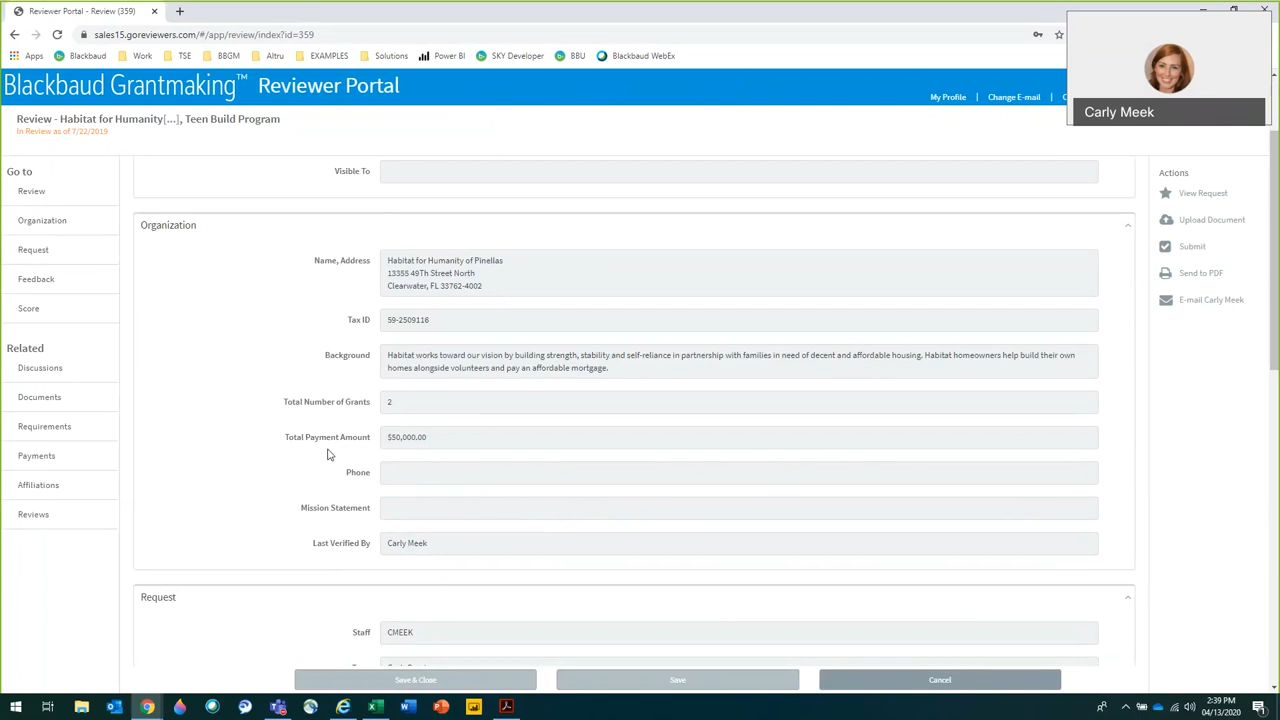 Reviewer Portal - Review (359)
sales15.goreviewers.com/#/app/review/index?id=359
Apps
Blackbaud
Work
TSE
BBGM
Altru
EXAMPLES
Solutions
Power BI
SKY Developer
BBU
Blackbaud WebEx
Carly Meek
Blackbaud Grantmaking™ Reviewer Portal
My Profile | Change E-mail |
Review - Habitat for Humanity[...], Teen Build Program
In Review as of 7/22/2019
Go to
Review
Organization
Request
Feedback
Score
Related
Discussions
Documents
Requirements
Payments
Affiliations
Reviews
Visible To
Organization
Name, Address
Habitat for Humanity of Pinellas
13355 49Th Street North
Clearwater, FL 33762-4002
Tax ID
59-2509116
Background
Habitat works toward our vision by building strength, stability and self-reliance in partnership with families in need of decent and affordable housing. Habitat homeowners help build their own
homes alongside volunteers and pay an affordable mortgage.
Total Number of Grants
2
Total Payment Amount
$50,000.00
Phone
Mission Statement
Last Verified By
Carly Meek
Request
Staff
CMEEK
Save & Close
Save
Cancel
Actions
View Request
Upload Document
Submit
Send to PDF
E-mail Carly Meek
2:39 PM
04/13/2020